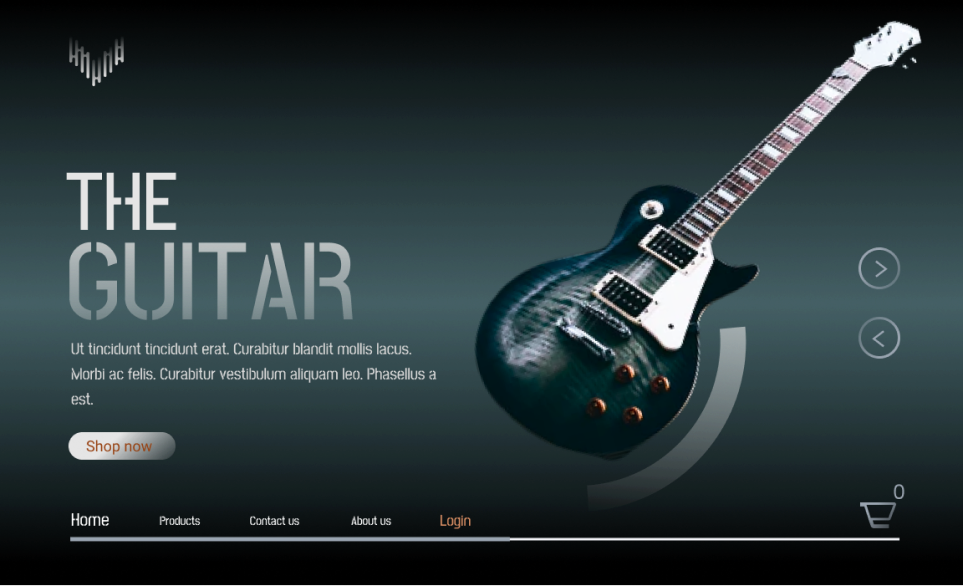 THE
GUITAR
Ut tincidunt tincidunt erat. Curabitur blandit mollis lacus.
Morbi ac felis. Curabitur vestibulum aliquam leo. Phasellus a
est.
Shop now
Home Products Contact us About us Login
0